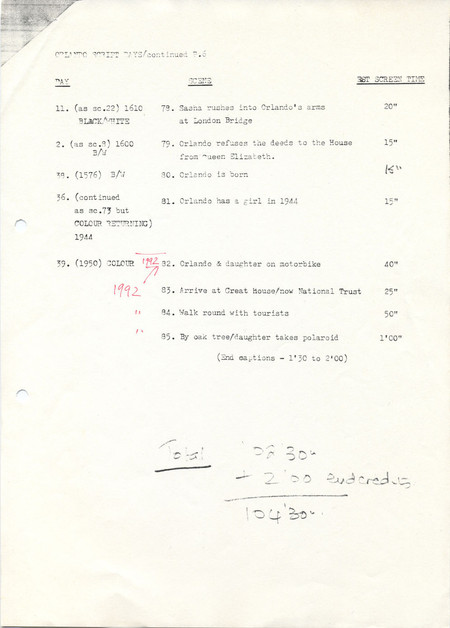 ORLANDO SCRIPT DAYS/continued P.6
DAY SCENE EST SCREEN TIME
11. (as sc.22) 1610 78. Sasha rushes into Orlando's arms 20"
BLACK/WHITE at London Bridge
2. (as sc.8) 1600 79. Orlando refuses the deeds to the House 15"
B/W from Queen Elizabeth.
38. (1576) B/W 80. Orlando is born 15"
36. (continued
as sc.73 but 81. Orlando has a girl in 1944 15"
COLOUR RETURNING)
1944
39. (1950) COLOUR 1992 82. Orlando & daughter on motorbike 40"
1992 83. Arrive at Great House/now National Trust 25"
" 84. Walk round with tourists 50"
" 85. By oak tree/daughter takes polaroid 1'00"
(End captions - 1'30 to 2'00)
Total 30"
+ 2'00 end credits
104'30"